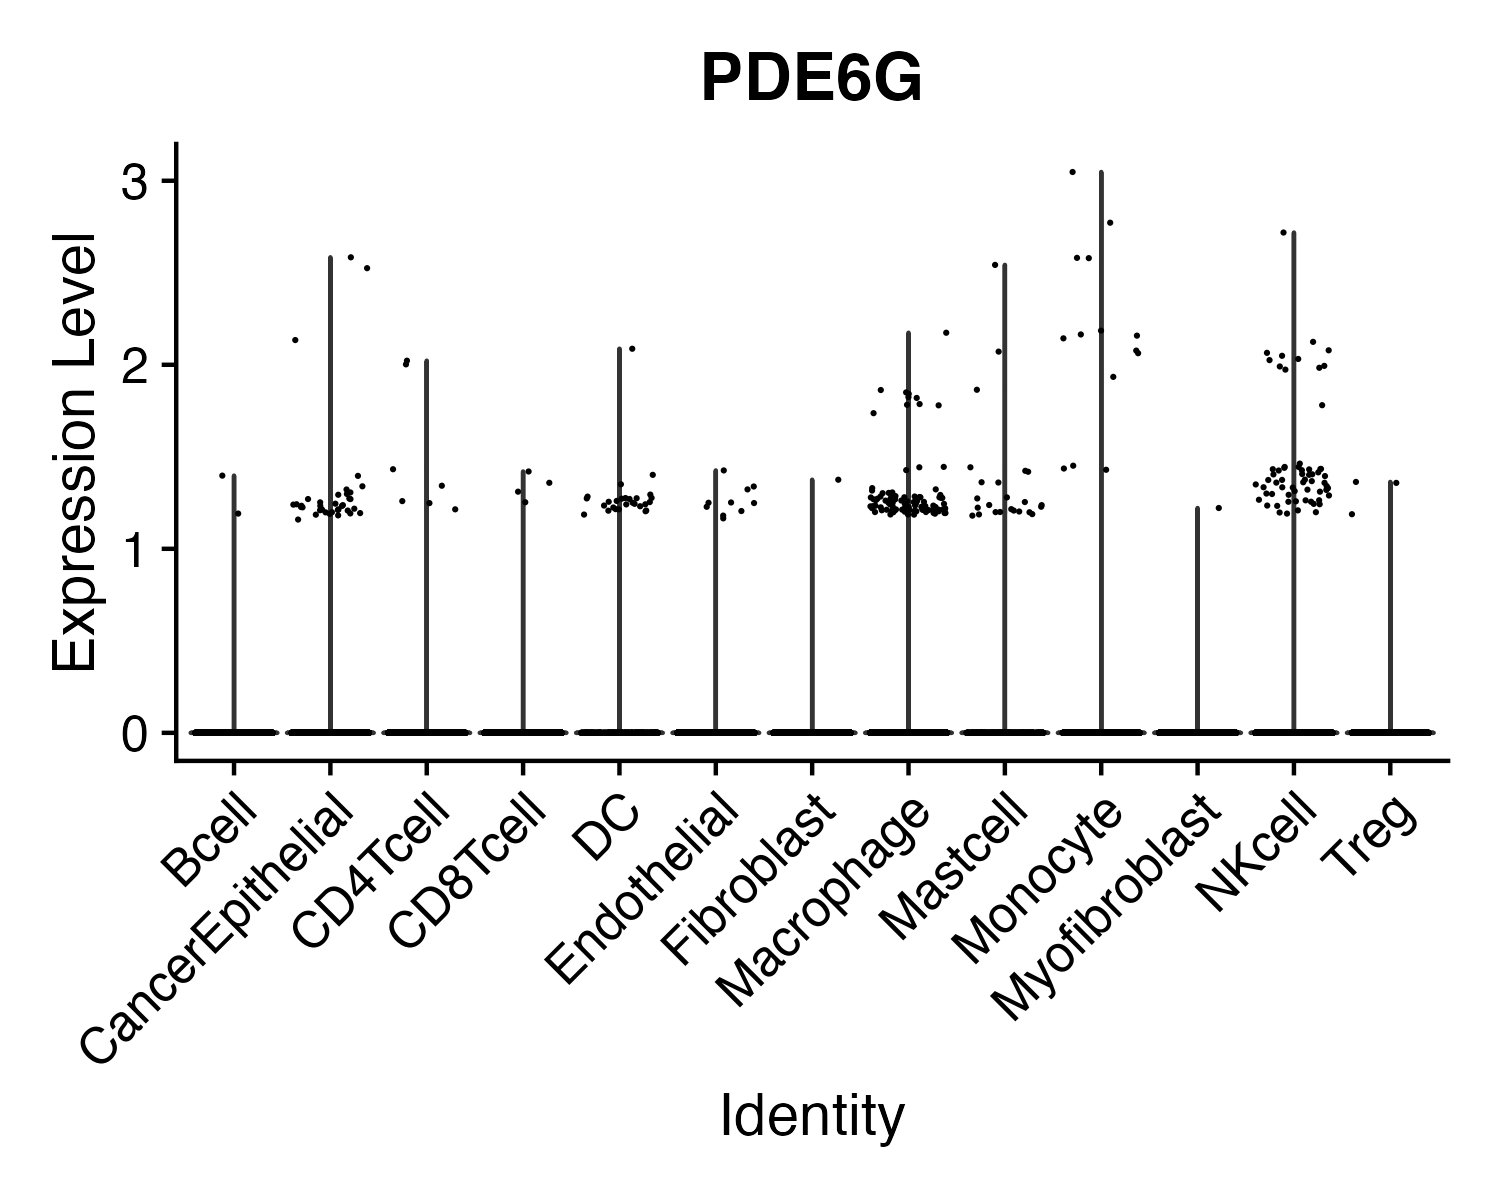 PDE6G
Expression Level
3
2
1
0
Bcell
CancerEpithelial
CD4Tcell
CD8Tcell
DC
Endothelial
Fibroblast
Macrophage
Mastcell
Monocyte
Myofibroblast
NKcell
Treg
Identity